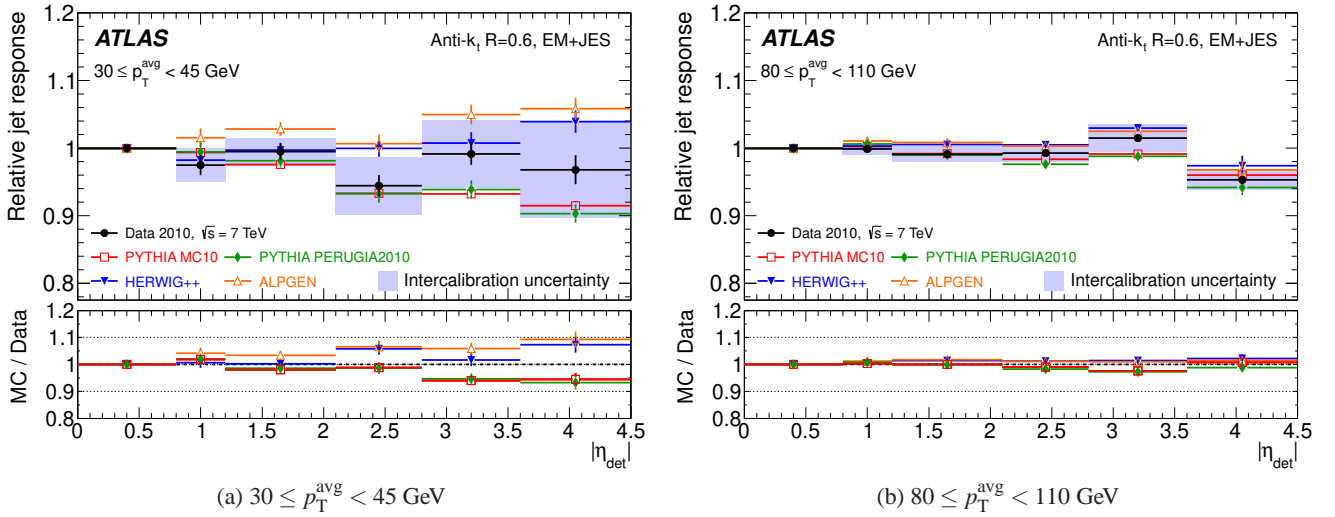 Relative jet response
1.2
1.1
1
0.9
0.8
ATLAS
Anti-kt R=0.6, EM+JES
30 ≤ p_T^avg < 45 GeV
Data 2010, √s = 7 TeV
PYTHIA MC10
PYTHIA PERUGIA2010
HERWIG++
ALPGEN
Intercalibration uncertainty
MC / Data
1.2
1.1
1
0.9
0.8
0 0.5 1 1.5 2 2.5 3 3.5 4 4.5
|η_det|
(a) 30 ≤ p_T^avg < 45 GeV
Relative jet response
1.2
1.1
1
0.9
0.8
ATLAS
Anti-kt R=0.6, EM+JES
80 ≤ p_T^avg < 110 GeV
Data 2010, √s = 7 TeV
PYTHIA MC10
PYTHIA PERUGIA2010
HERWIG++
ALPGEN
Intercalibration uncertainty
MC / Data
1.2
1.1
1
0.9
0.8
0 0.5 1 1.5 2 2.5 3 3.5 4 4.5
|η_det|
(b) 80 ≤ p_T^avg < 110 GeV